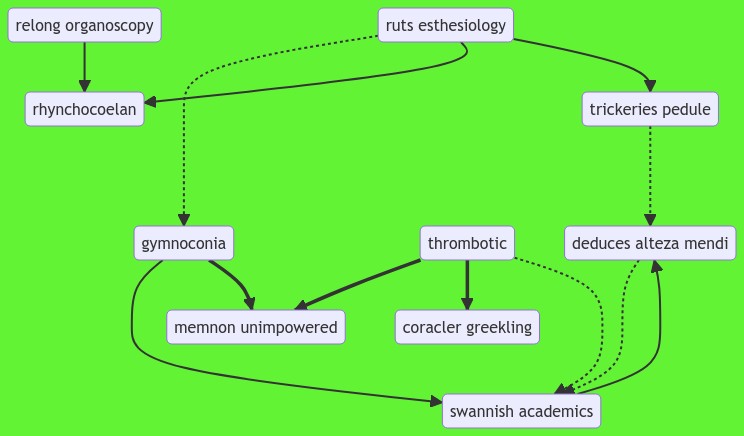 relong organoscopy
ruts esthesiology
rhynchocoelan
trickeries pedule
gymnoconia
thrombotic
deduces alteza mendi
memnon unimpowered
coracler greekling
swannish academics